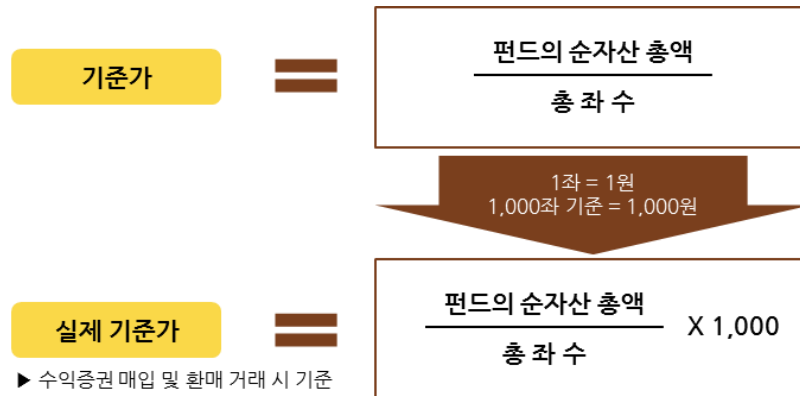 기준가
펀드의 순자산 총액
총 좌 수
1좌 = 1원
1,000좌 기준 = 1,000원
실제 기준가
펀드의 순자산 총액
총 좌 수
X 1,000
▶ 수익증권 매입 및 환매 거래 시 기준